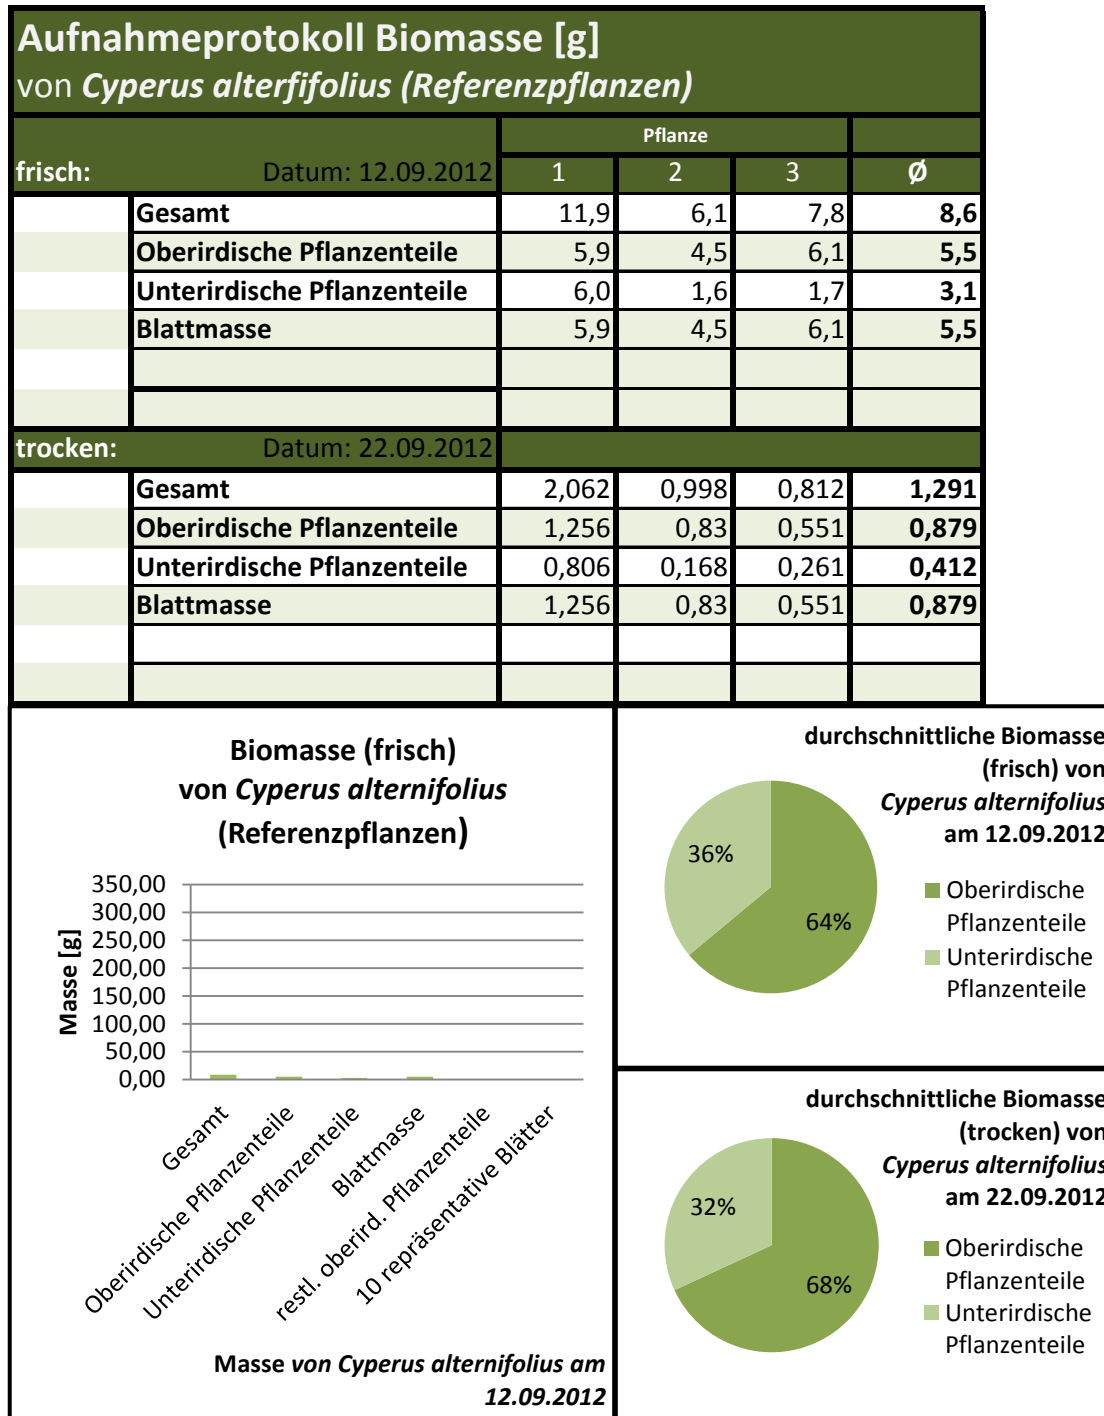 Aufnahmeprotokoll Biomasse [g]
von Cyperus alterfifolius (Referenzpflanzen)
Pflanze
frisch: Datum: 12.09.2012 1 2 3 Ø
Gesamt 11,9 6,1 7,8 8,6
Oberirdische Pflanzenteile 5,9 4,5 6,1 5,5
Unterirdische Pflanzenteile 6,0 1,6 1,7 3,1
Blattmasse 5,9 4,5 6,1 5,5
trocken: Datum: 22.09.2012
Gesamt 2,062 0,998 0,812 1,291
Oberirdische Pflanzenteile 1,256 0,83 0,551 0,879
Unterirdische Pflanzenteile 0,806 0,168 0,261 0,412
Blattmasse 1,256 0,83 0,551 0,879
Biomasse (frisch)
von Cyperus alternifolius
(Referenzpflanzen)
Masse [g]
350,00
300,00
250,00
200,00
150,00
100,00
50,00
0,00
Gesamt
Oberirdische Pflanzenteile
Unterirdische Pflanzenteile
Blattmasse
restl. oberird. Pflanzenteile
10 repräsentative Blätter
Masse von Cyperus alternifolius am
12.09.2012
durchschnittliche Biomasse
(frisch) von
Cyperus alternifolius
am 12.09.2012
36%
64%
Oberirdische
Pflanzenteile
Unterirdische
Pflanzenteile
durchschnittliche Biomasse
(trocken) von
Cyperus alternifolius
am 22.09.2012
32%
68%
Oberirdische
Pflanzenteile
Unterirdische
Pflanzenteile